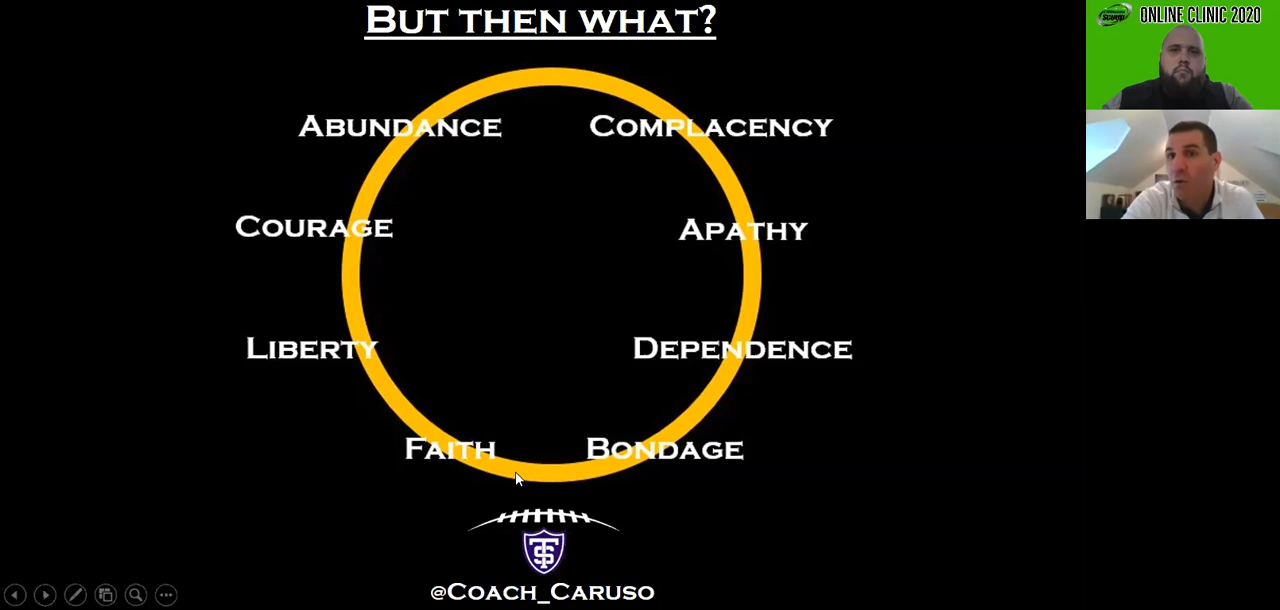 BUT THEN WHAT?
ONLINE CLINIC 2020
ABUNDANCE
COMPLACENCY
COURAGE
APATHY
LIBERTY
DEPENDENCE
FAITH
BONDAGE
@COACH_CARUSO